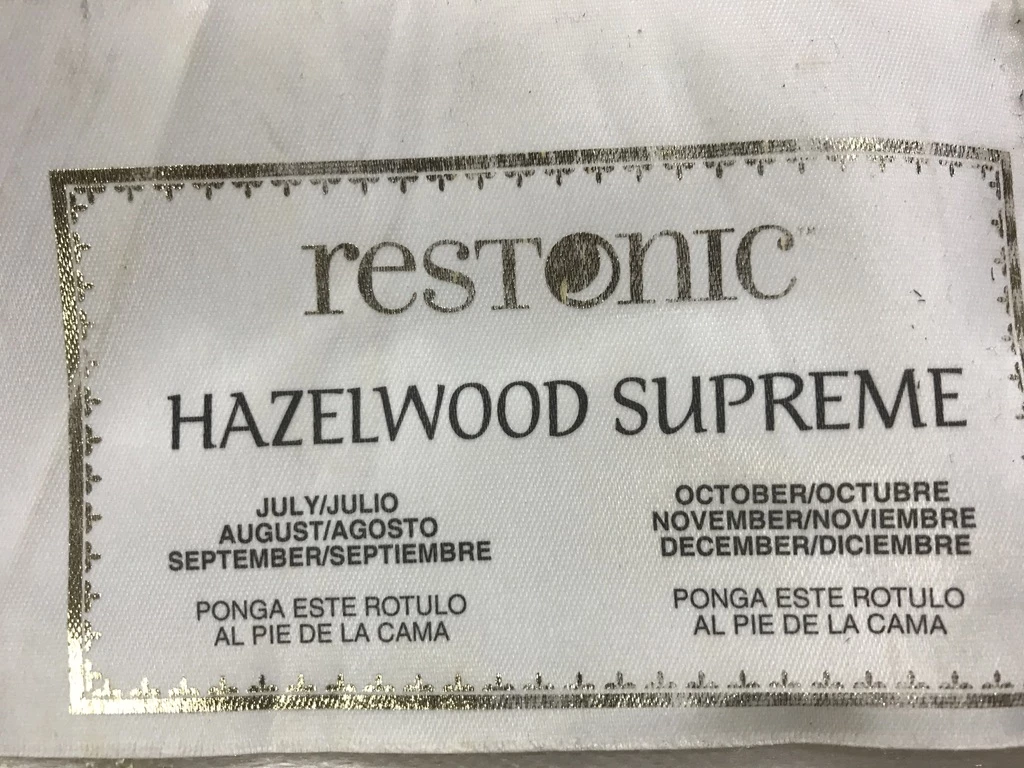 resTonic™
HAZELWOOD SUPREME
JULY/JULIO
AUGUST/AGOSTO
SEPTEMBER/SEPTIEMBRE
PONGA ESTE ROTULO
AL PIE DE LA CAMA
OCTOBER/OCTUBRE
NOVEMBER/NOVIEMBRE
DECEMBER/DICIEMBRE
PONGA ESTE ROTULO
AL PIE DE LA CAMA